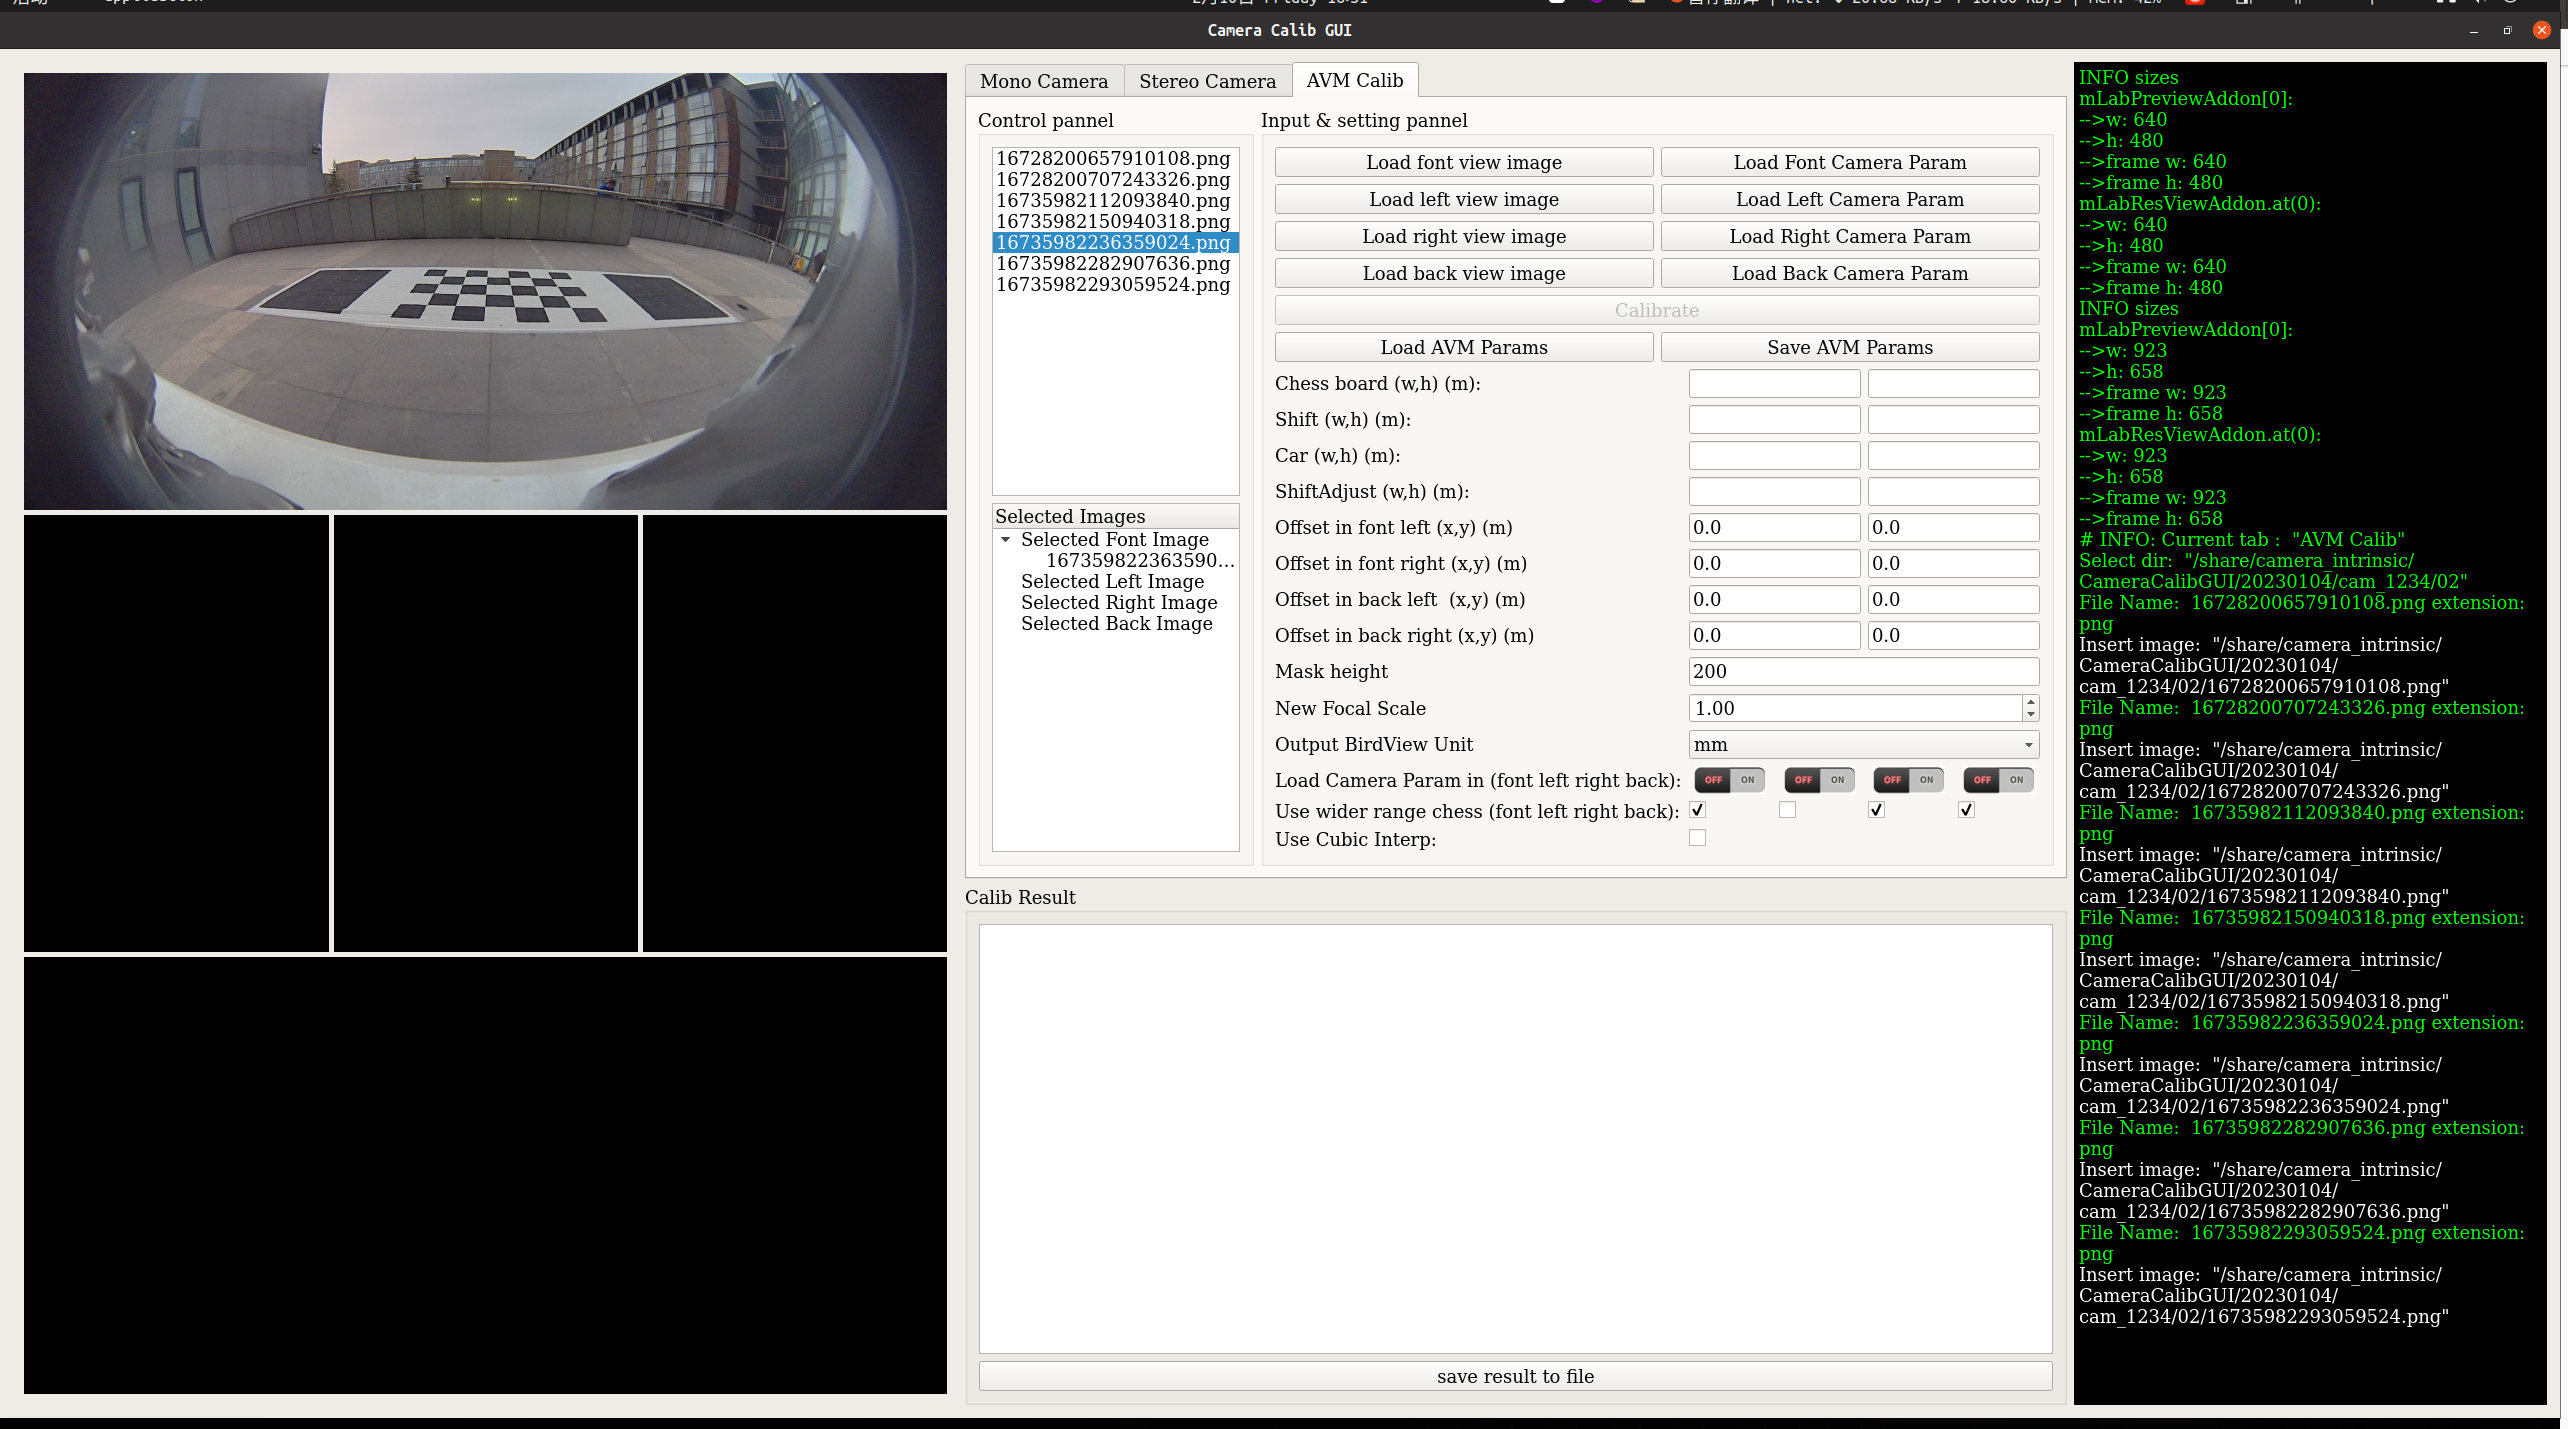 Camera Calib GUI
Mono Camera
Stereo Camera
AVM Calib
Control pannel
16728200657910108.png
16728200707243326.png
16735982112093840.png
16735982150940318.png
16735982236359024.png
16735982282907636.png
16735982293059524.png
Selected Images
Selected Font Image
167359822363590...
Selected Left Image
Selected Right Image
Selected Back Image
Input & setting pannel
Load font view image
Load Font Camera Param
Load left view image
Load Left Camera Param
Load right view image
Load Right Camera Param
Load back view image
Load Back Camera Param
Calibrate
Load AVM Params
Save AVM Params
Chess board (w,h) (m):
Shift (w,h) (m):
Car (w,h) (m):
ShiftAdjust (w,h) (m):
Offset in font left (x,y) (m) 0.0 0.0
Offset in font right (x,y) (m) 0.0 0.0
Offset in back left  (x,y) (m) 0.0 0.0
Offset in back right (x,y) (m) 0.0 0.0
Mask height 200
New Focal Scale 1.00
Output BirdView Unit mm
Load Camera Param in (font left right back): OFF ON OFF ON OFF ON OFF ON
Use wider range chess (font left right back):
Use Cubic Interp:
Calib Result
save result to file
INFO sizes
mLabPreviewAddon[0]:
-->w: 640
-->h: 480
-->frame w: 640
-->frame h: 480
mLabResViewAddon.at(0):
-->w: 640
-->h: 480
-->frame w: 640
-->frame h: 480
INFO sizes
mLabPreviewAddon[0]:
-->w: 923
-->h: 658
-->frame w: 923
-->frame h: 658
mLabResViewAddon.at(0):
-->w: 923
-->h: 658
-->frame w: 923
-->frame h: 658
# INFO: Current tab :  "AVM Calib"
Select dir:  "/share/camera_intrinsic/
CameraCalibGUI/20230104/cam_1234/02"
File Name:  16728200657910108.png extension:
png
Insert image:  "/share/camera_intrinsic/
CameraCalibGUI/20230104/
cam_1234/02/16728200657910108.png"
File Name:  16728200707243326.png extension:
png
Insert image:  "/share/camera_intrinsic/
CameraCalibGUI/20230104/
cam_1234/02/16728200707243326.png"
File Name:  16735982112093840.png extension:
png
Insert image:  "/share/camera_intrinsic/
CameraCalibGUI/20230104/
cam_1234/02/16735982112093840.png"
File Name:  16735982150940318.png extension:
png
Insert image:  "/share/camera_intrinsic/
CameraCalibGUI/20230104/
cam_1234/02/16735982150940318.png"
File Name:  16735982236359024.png extension:
png
Insert image:  "/share/camera_intrinsic/
CameraCalibGUI/20230104/
cam_1234/02/16735982236359024.png"
File Name:  16735982282907636.png extension:
png
Insert image:  "/share/camera_intrinsic/
CameraCalibGUI/20230104/
cam_1234/02/16735982282907636.png"
File Name:  16735982293059524.png extension:
png
Insert image:  "/share/camera_intrinsic/
CameraCalibGUI/20230104/
cam_1234/02/16735982293059524.png"